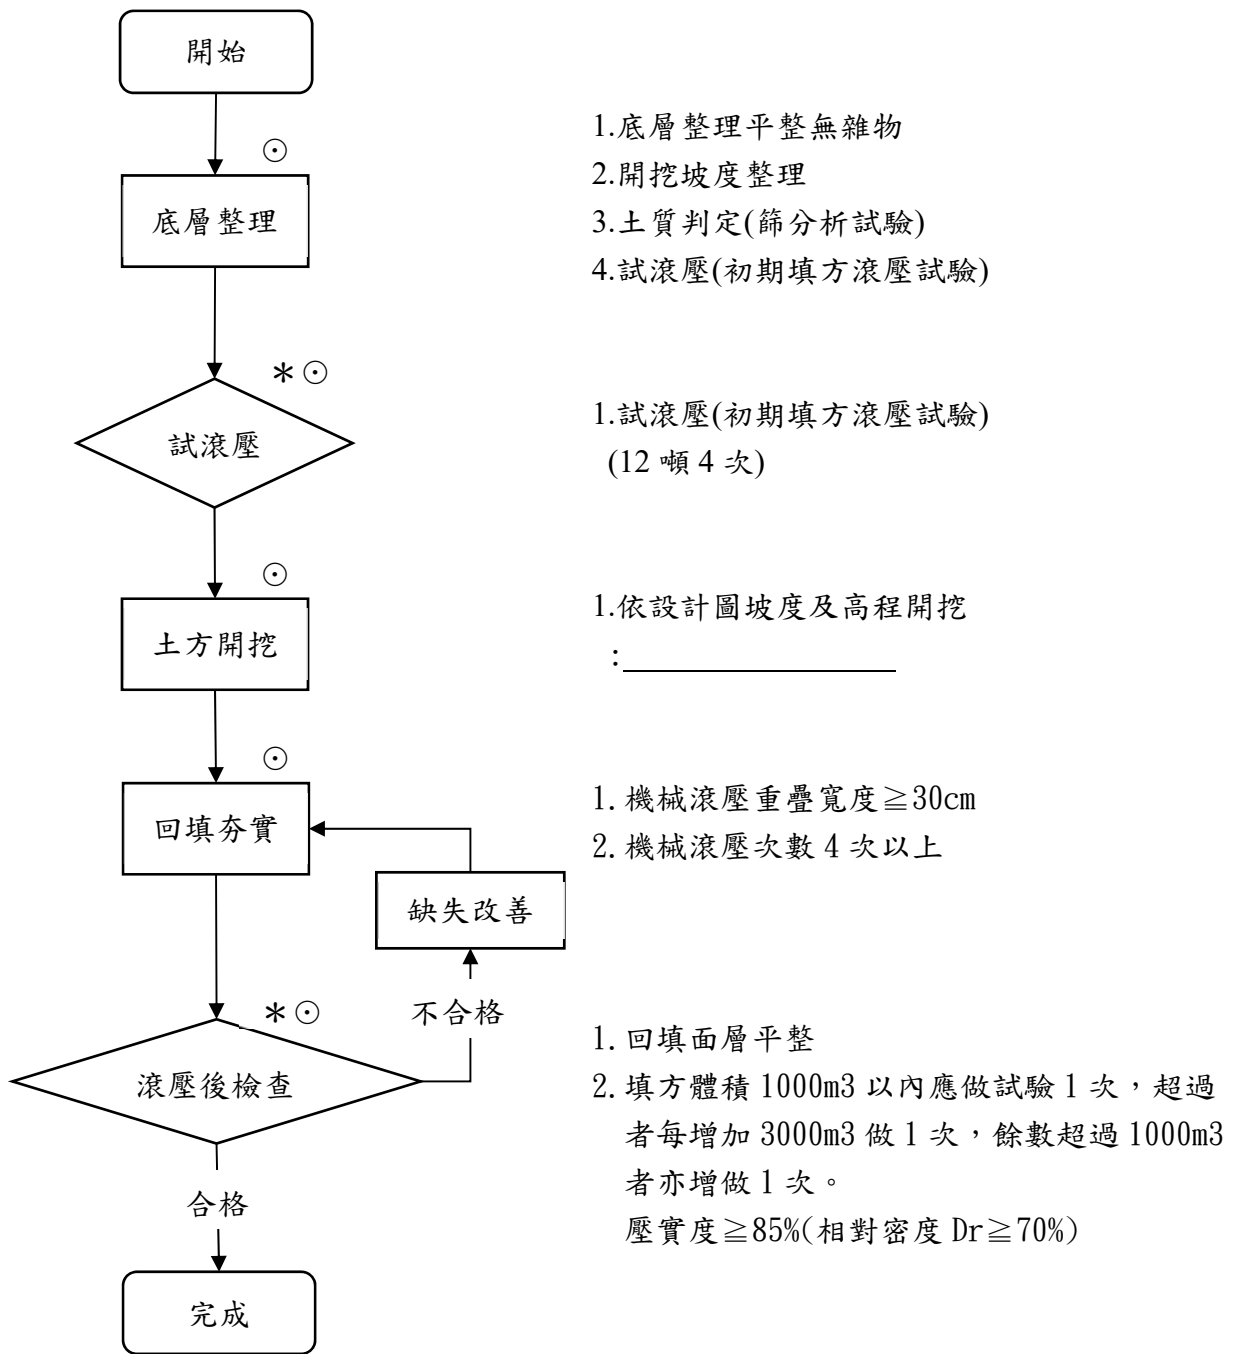 開始
⊙
底層整理
1.底層整理平整無雜物
2.開挖坡度整理
3.土質判定(篩分析試驗)
4.試滾壓(初期填方滾壓試驗)
＊⊙
試滾壓
1.試滾壓(初期填方滾壓試驗)
(12 噸 4 次)
⊙
土方開挖
1.依設計圖坡度及高程開挖
:
⊙
回填夯實
1. 機械滾壓重疊寬度≧30cm
2. 機械滾壓次數 4 次以上
缺失改善
不合格
＊⊙
滾壓後檢查
1. 回填面層平整
2. 填方體積 1000m3 以內應做試驗 1 次，超過
者每增加 3000m3 做 1 次，餘數超過 1000m3
者亦增做 1 次。
壓實度≧85%(相對密度 Dr≧70%)
合格
完成